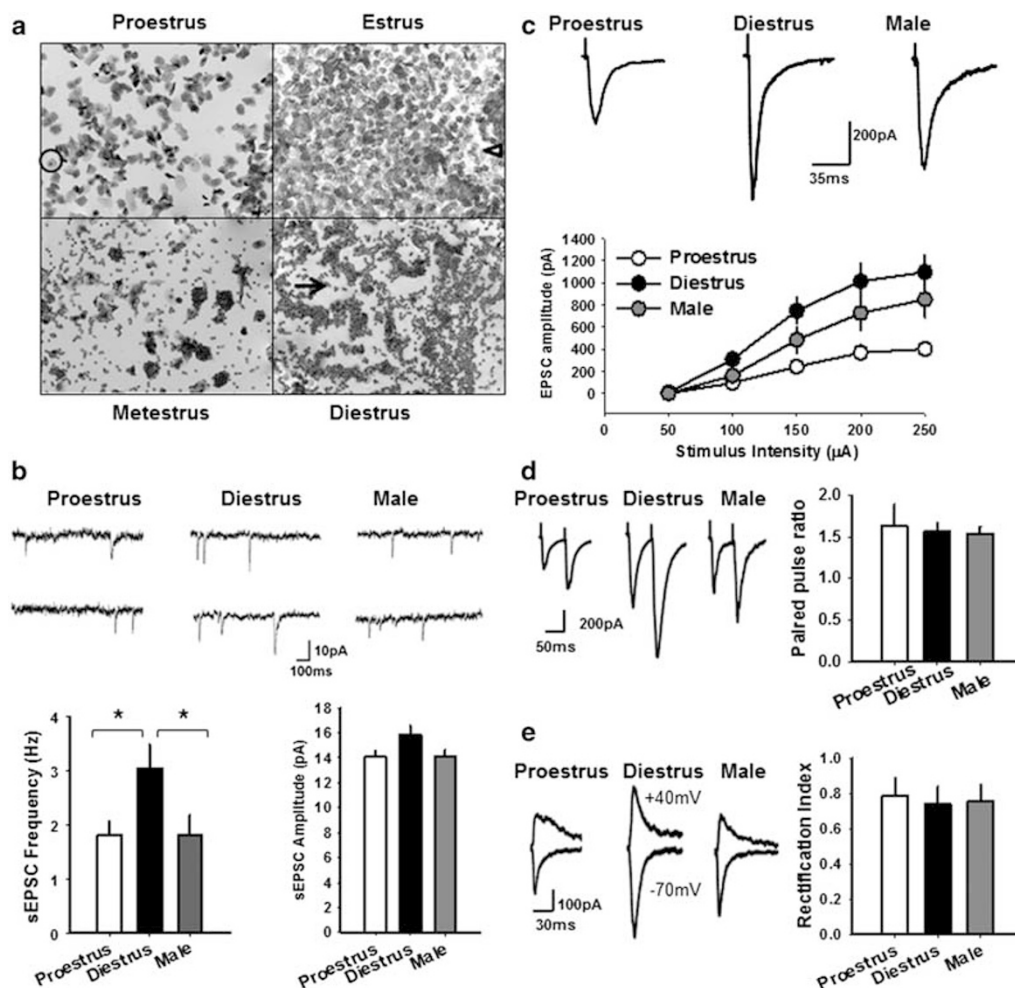 a
Proestrus Estrus
Metestrus Diestrus
b
Proestrus Diestrus Male
10pA
100ms
sEPSC Frequency (Hz)
4
3
2
1
0
* *
Proestrus
Diestrus
Male
sEPSC Amplitude (pA)
18
16
14
12
10
8
6
4
2
0
Proestrus
Diestrus
Male
c
Proestrus Diestrus Male
200pA
35ms
EPSC amplitude (pA)
1400
1200
1000
800
600
400
200
0
Proestrus
Diestrus
Male
0 50 100 150 200 250
Stimulus Intensity (µA)
d
Proestrus Diestrus Male
200pA
50ms
Paired pulse ratio
2.0
1.5
1.0
0.5
0.0
Proestrus
Diestrus
Male
e
Proestrus Diestrus Male
+40mV
-70mV
100pA
30ms
Rectification Index
1.0
0.8
0.6
0.4
0.2
0.0
Proestrus
Diestrus
Male